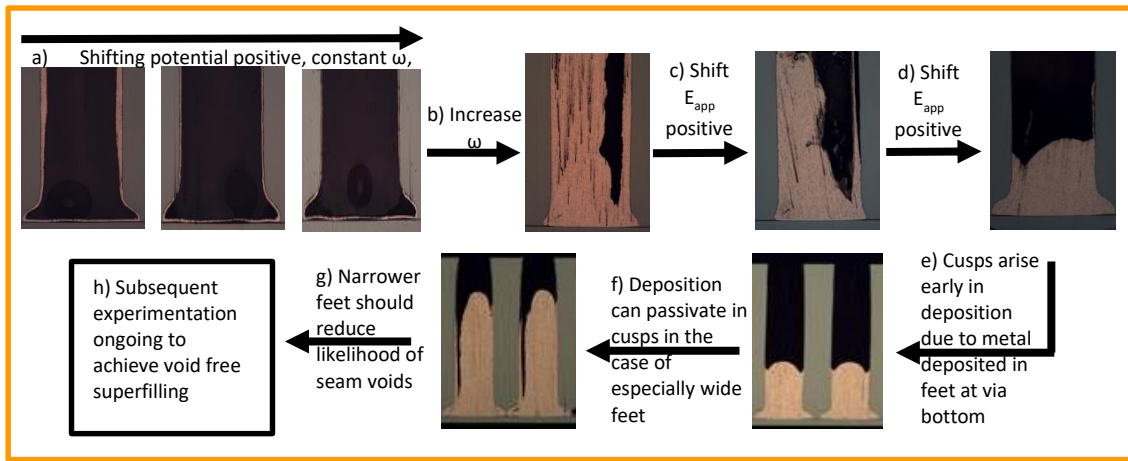 a) Shifting potential positive, constant ω,
b) Increase
ω
c) Shift
Eapp
positive
d) Shift
Eapp
positive
e) Cusps arise
early in
deposition
due to metal
deposited in
feet at via
bottom
f) Deposition
can passivate in
cusps in the
case of
especially wide
feet
g) Narrower
feet should
reduce
likelihood of
seam voids
h) Subsequent
experimentation
ongoing to
achieve void free
superfilling